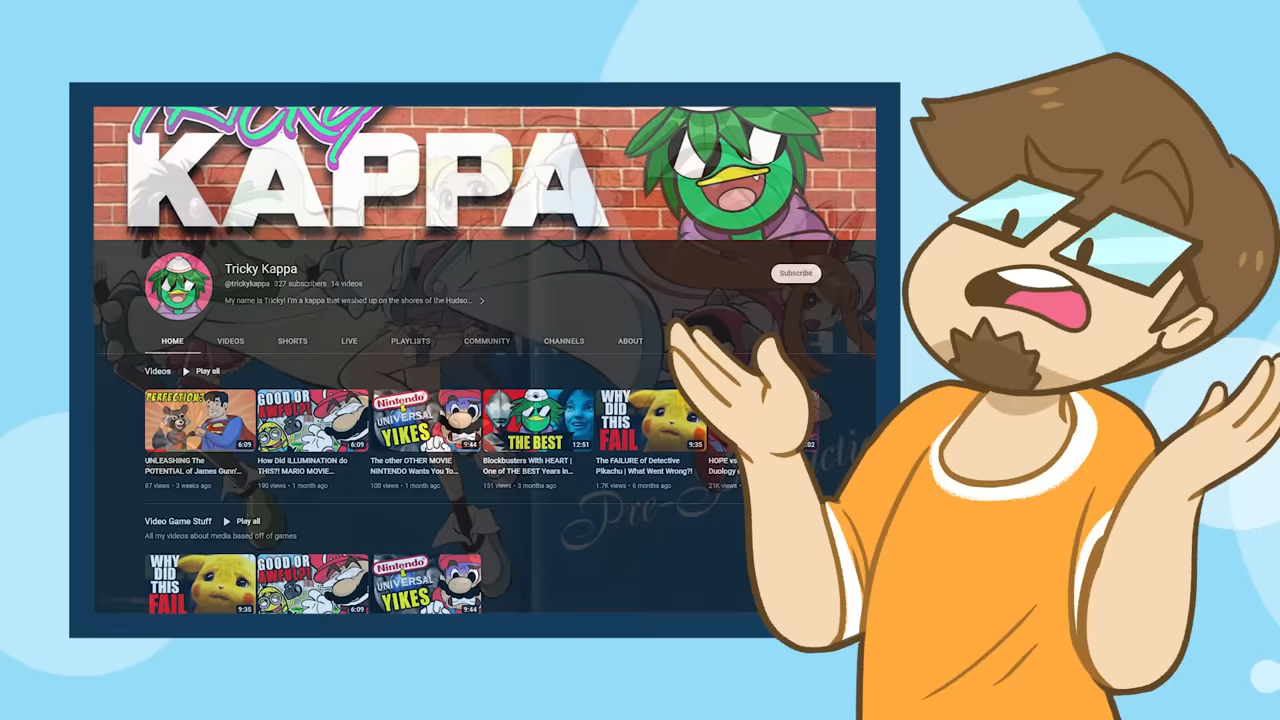 Tricky
KAPPA
Tricky Kappa
@trickykappa 327 subscribers 14 videos
My name is Tricky! I'm a kappa that washed up on the shores of the Hudso...
Subscribe
HOME VIDEOS SHORTS LIVE PLAYLISTS COMMUNITY CHANNELS ABOUT
Videos Play all
PERFECTION?
6:09
GOOD OR
AWFUL?!
6:09
Nintendo
&
UNIVERSAL
YIKES
9:44
THE BEST
12:51
WHY
DID
THIS
FAIL
9:35
:02
UNLEASHING The
POTENTIAL of James Gunn'...
87 views • 3 weeks ago
How Did ILLUMINATION do
THIS?! MARIO MOVIE...
190 views • 1 month ago
The other OTHER MOVIE
NINTENDO Wants You To...
108 views • 1 month ago
Blockbusters With HEART |
One of THE BEST Years in...
151 views • 3 months ago
The FAILURE of Detective
Pikachu | What Went Wrong?!
1.7K views • 6 months ago
HOPE vs
Duology
21K views •
Video Game Stuff Play all
All my videos about media based off of games
WHY
DID
THIS
FAIL
9:35
GOOD OR
AWFUL?!
6:09
Nintendo
&
UNIVERSAL
YIKES
9:44